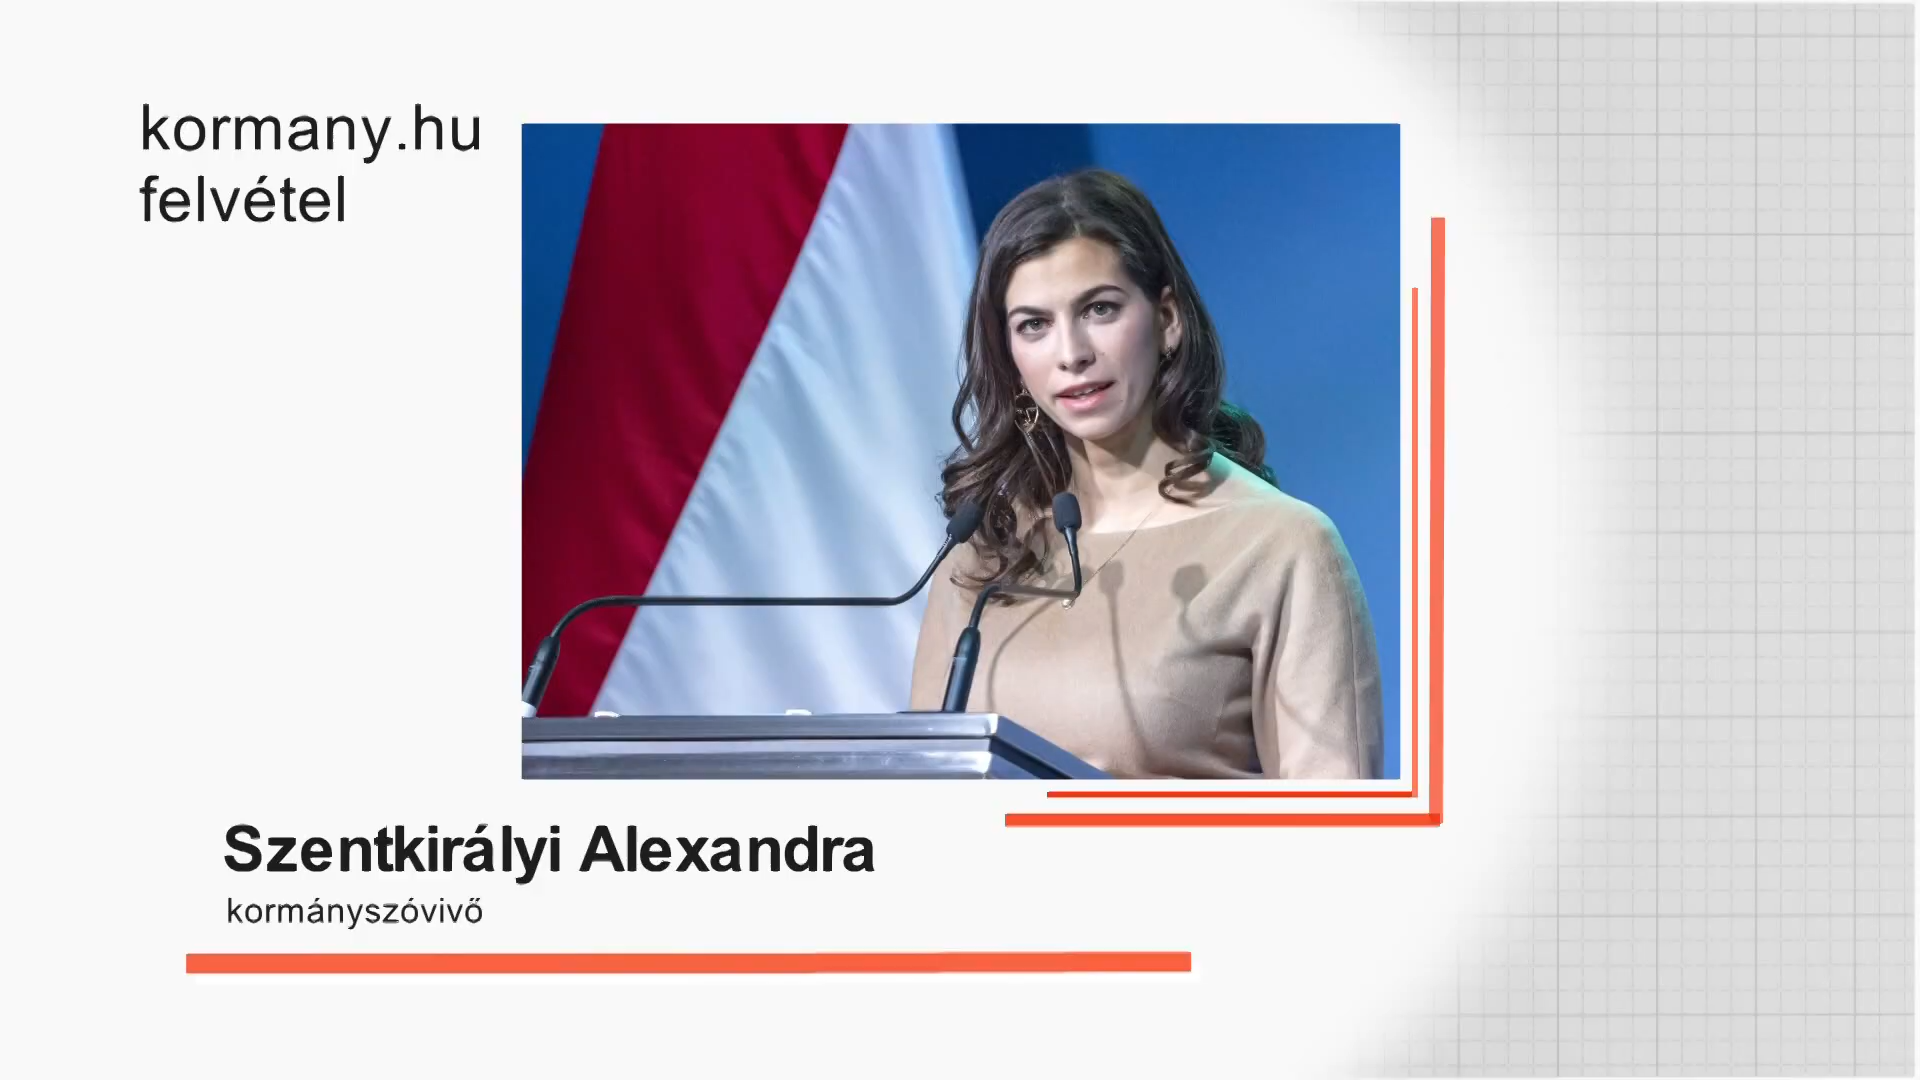 kormany.hu
felvétel
Szentkirályi Alexandra
kormányszóvivő